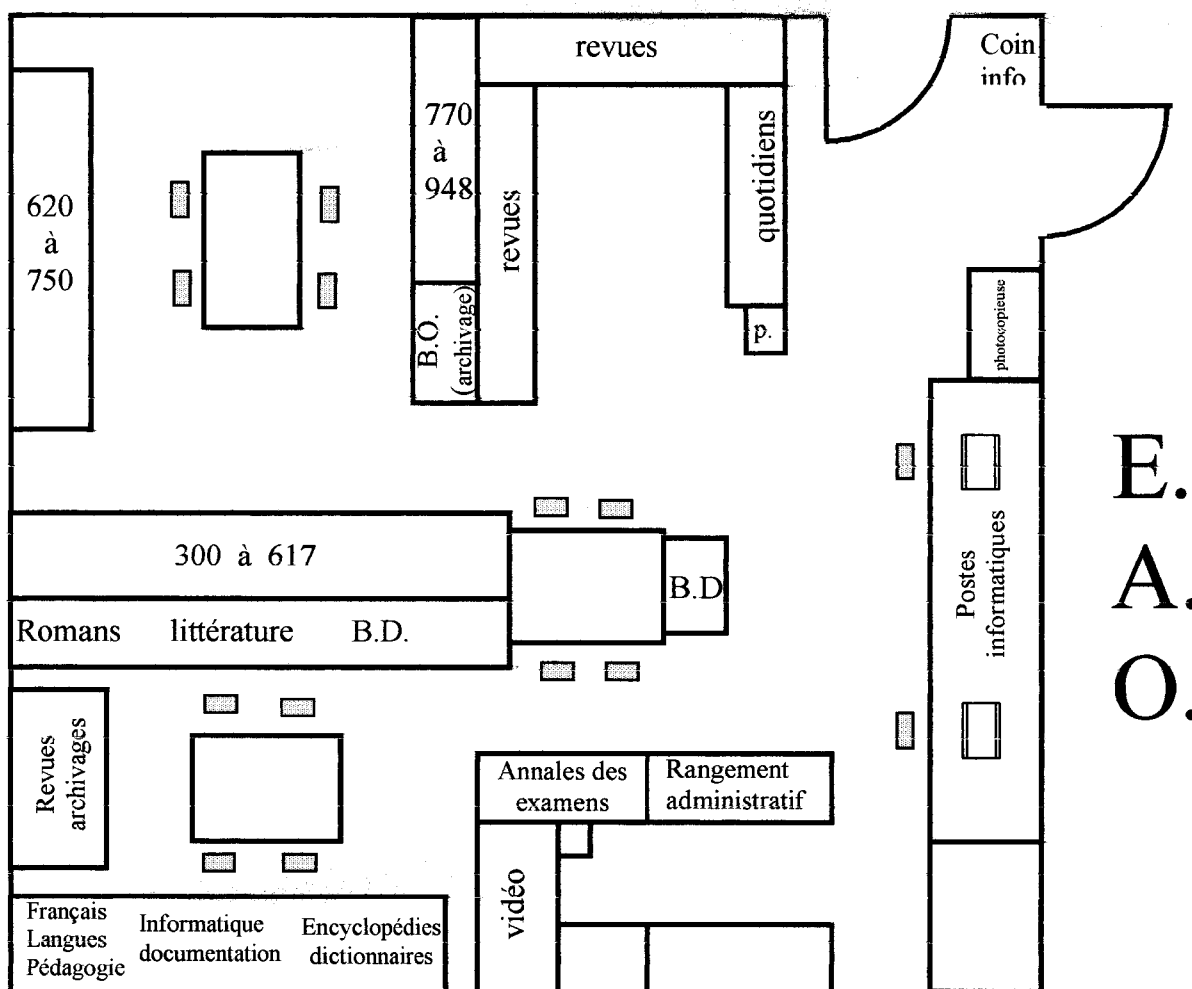 revues
Coin
info
620
à
750
770
à
948
revues
quotidiens
B.O.
(archivage)
p.
photocopieuse
300 à 617
Romans littérature B.D.
B.D
Postes
informatiques
E.
A.
O.
Revues
archivages
Annales des
examens
Rangement
administratif
vidéo
Français
Langues
Pédagogie
Informatique
documentation
Encyclopédies
dictionnaires